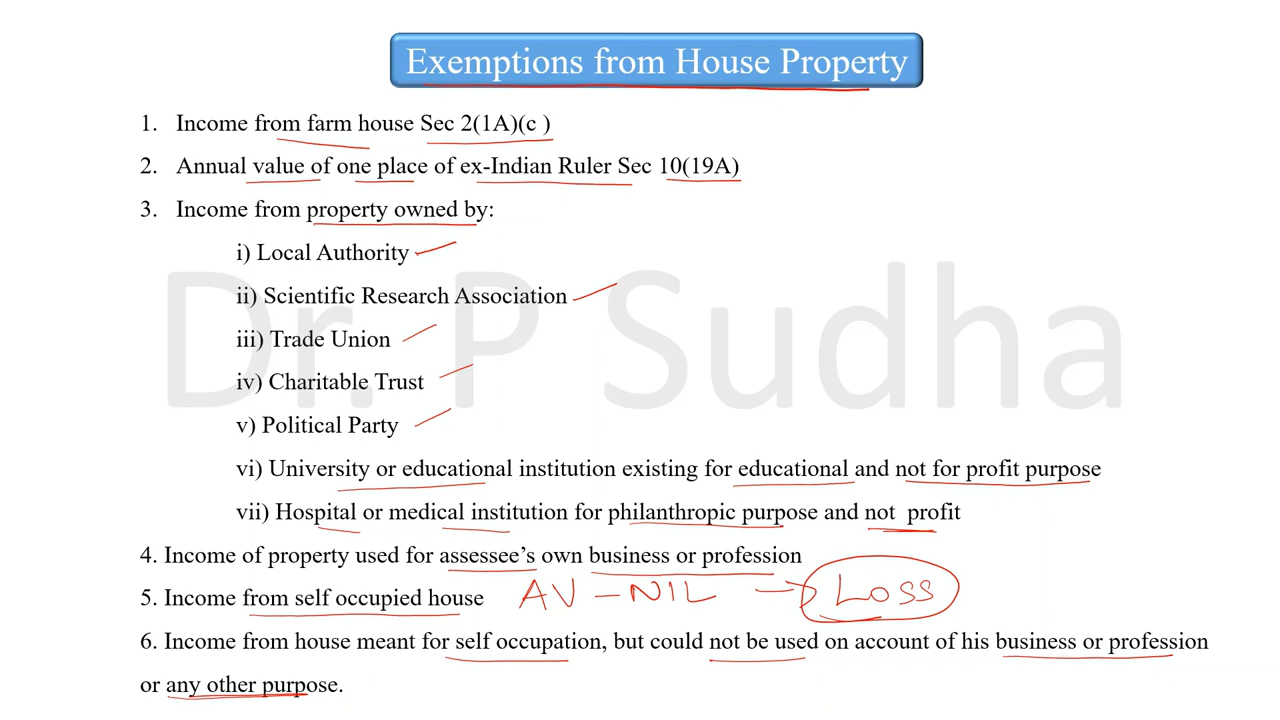 Exemptions from House Property
1. Income from farm house Sec 2(1A)(c )
2. Annual value of one place of ex-Indian Ruler Sec 10(19A)
3. Income from property owned by:
i) Local Authority
ii) Scientific Research Association
iii) Trade Union
iv) Charitable Trust
Dr. P Sudha
v) Political Party
vi) University or educational institution existing for educational and not for profit purpose
vii) Hospital or medical institution for philanthropic purpose and not profit
4. Income of property used for assessee’s own business or profession
5. Income from self occupied house AV – NIL → Loss
6. Income from house meant for self occupation, but could not be used on account of his business or profession
or any other purpose.